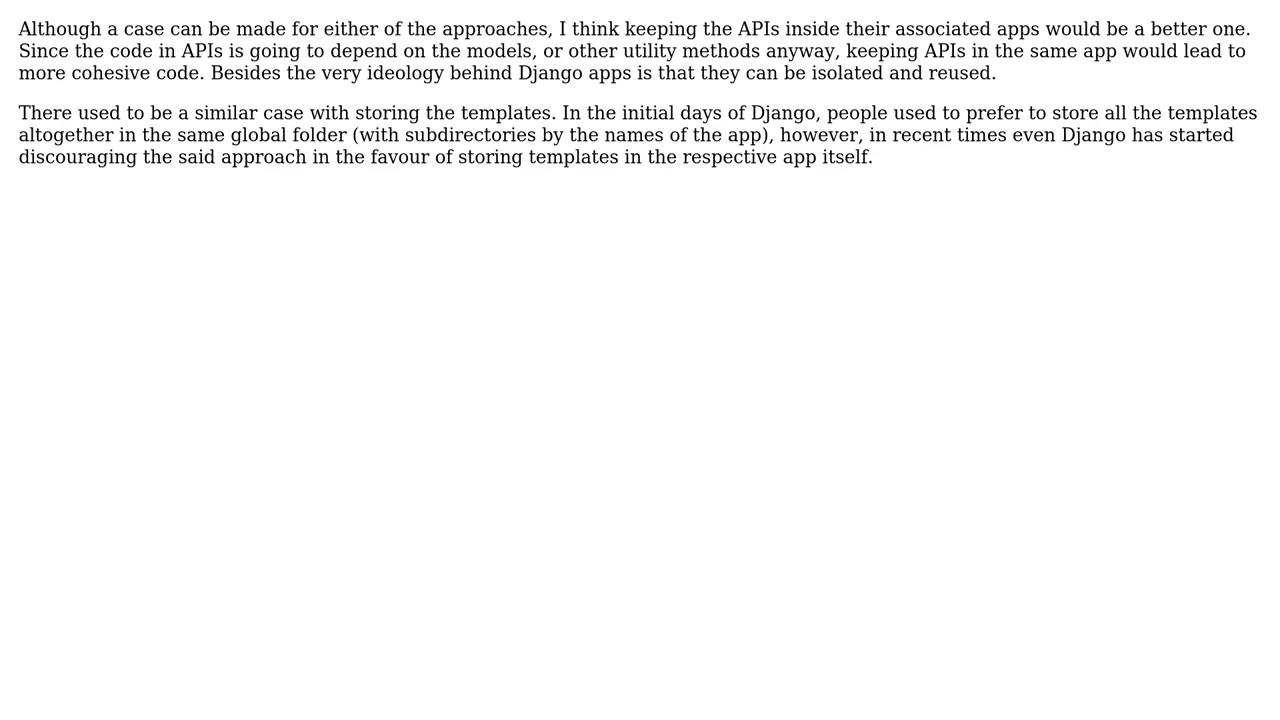 Although a case can be made for either of the approaches, I think keeping the APIs inside their associated apps would be a better one.
Since the code in APIs is going to depend on the models, or other utility methods anyway, keeping APIs in the same app would lead to
more cohesive code. Besides the very ideology behind Django apps is that they can be isolated and reused.
There used to be a similar case with storing the templates. In the initial days of Django, people used to prefer to store all the templates
altogether in the same global folder (with subdirectories by the names of the app), however, in recent times even Django has started
discouraging the said approach in the favour of storing templates in the respective app itself.